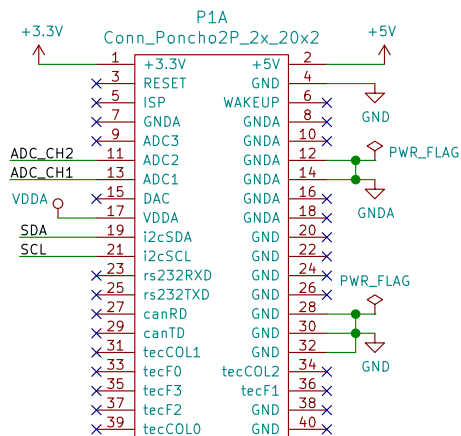 P1A
Conn_Poncho2P_2x_20x2
+3.3V
+5V
1 +3.3V +5V 2
3 RESET GND 4
5 ISP WAKEUP 6
GND
7 GNDA GNDA 8
9 ADC3 GNDA 10
ADC_CH2 11 ADC2 GNDA 12 PWR_FLAG
ADC_CH1 13 ADC1 GNDA 14
VDDA 15 DAC GNDA 16
GNDA
17 VDDA GNDA 18
SDA 19 i2cSDA GND 20
SCL 21 i2cSCL GND 22
23 rs232RXD GND 24
PWR_FLAG
25 rs232TXD GND 26
27 canRD GND 28
29 canTD GND 30
31 tecCOL1 GND 32
GND
33 tecF0 tecCOL2 34
35 tecF3 tecF1 36
37 tecF2 GND 38
39 tecCOL0 GND 40